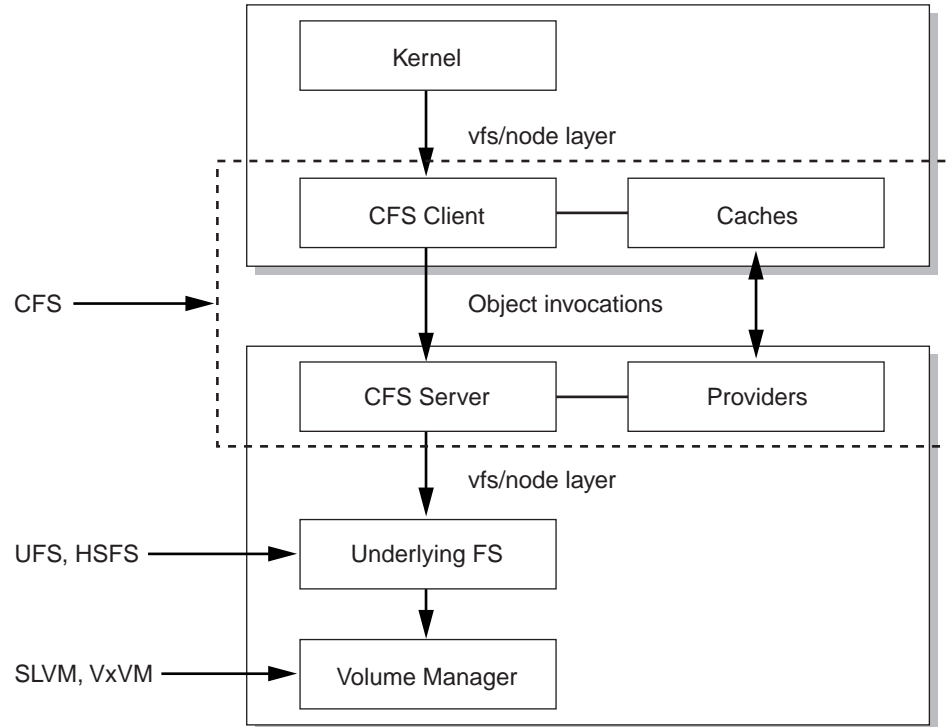 Kernel
vfs/node layer
CFS Client
Caches
CFS
Object invocations
CFS Server
Providers
vfs/node layer
UFS, HSFS
Underlying FS
SLVM, VxVM
Volume Manager